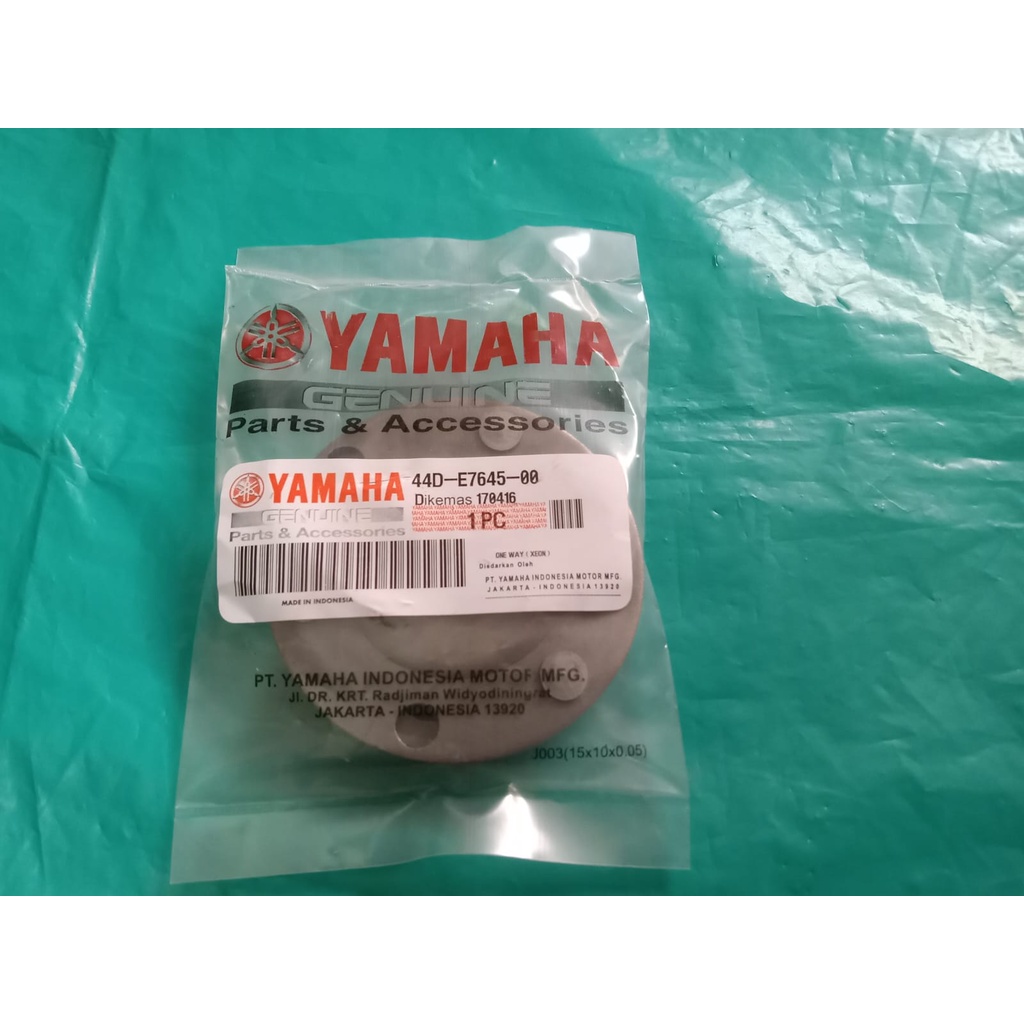 YAMAHA
GENUINE
Parts & Accessories
YAMAHA
GENUINE
Parts & Accessories
44D-E7645-00
Dikemas 170416
1 PC
ONE WAY ( XEON )
Diedarkan Oleh
PT. YAMAHA INDONESIA MOTOR MFG.
JAKARTA - INDONESIA 13920
MADE IN INDONESIA
PT. YAMAHA INDONESIA MOTOR MFG.
Jl. DR. KRT. Radjiman Widyodiningrat
JAKARTA - INDONESIA 13920
J003(15x10x0.05)